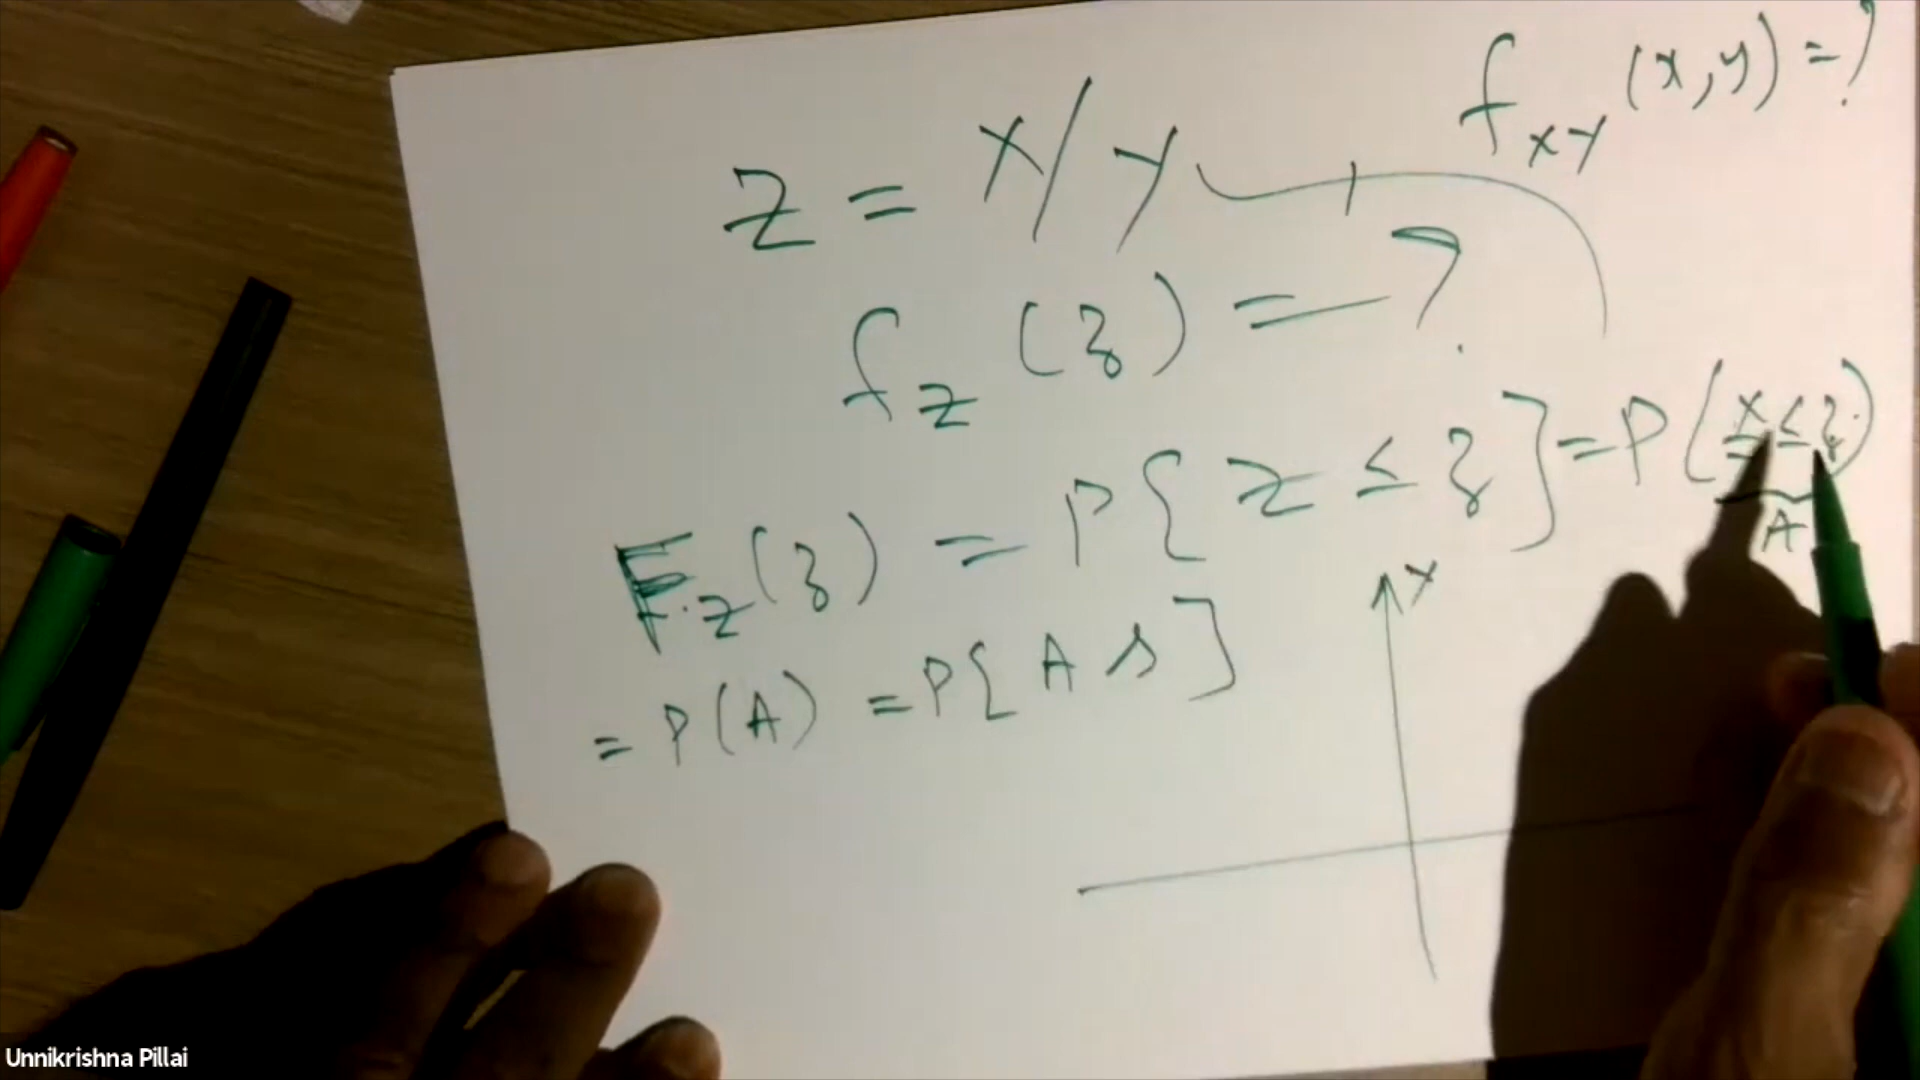 f_XY (x,y) = ?
Z = X/Y
f_Z (z) = ?
F_Z (z) = P{ Z ≤ z } = P( X ≤ z )
A
= P(A) = P[ A s ]
Y
Unnikrishna Pillai